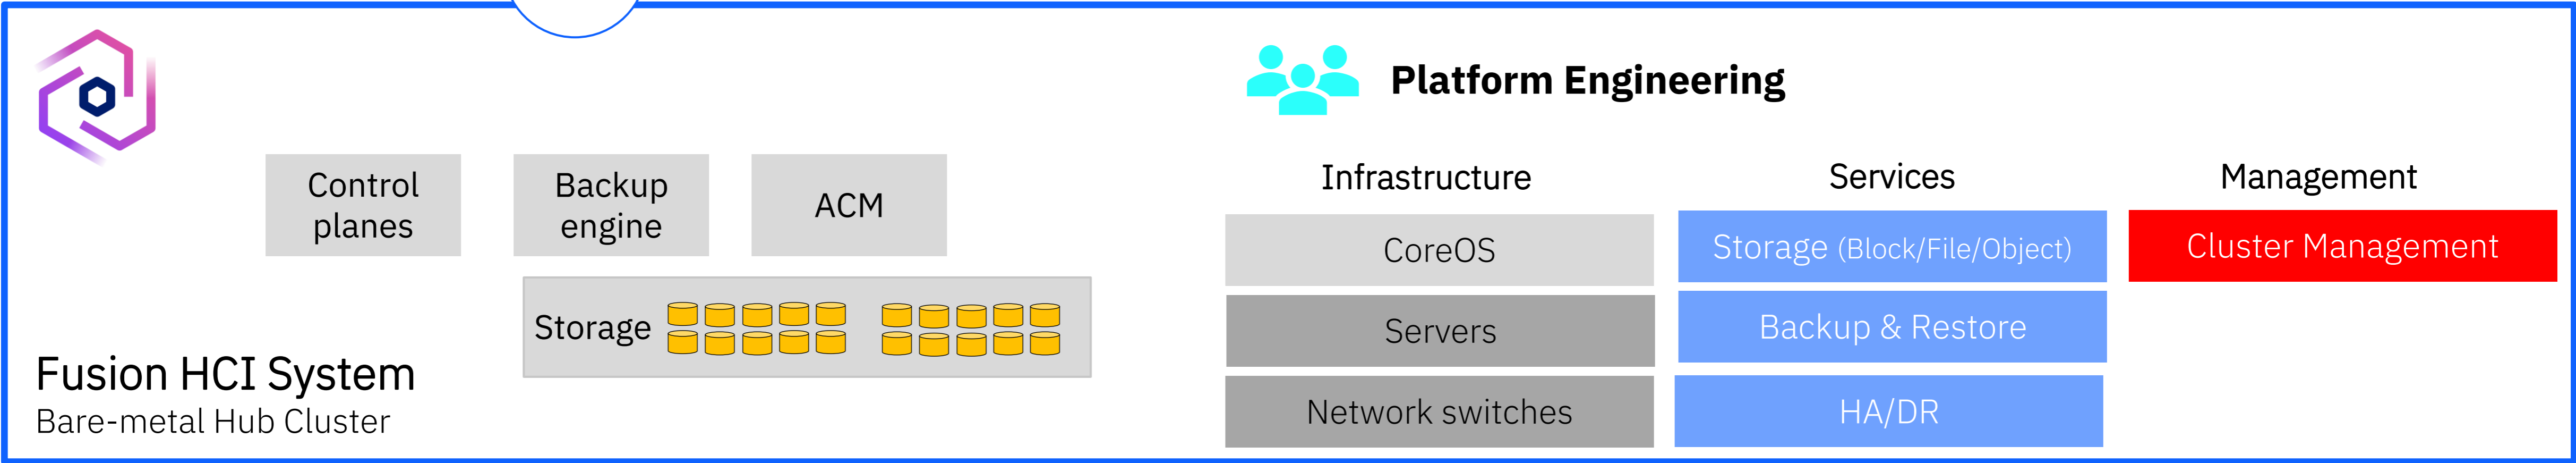 Platform Engineering
Control
planes
Backup
engine
ACM
Storage
Fusion HCI System
Bare-metal Hub Cluster
Infrastructure
CoreOS
Servers
Network switches
Services
Storage (Block/File/Object)
Backup & Restore
HA/DR
Management
Cluster Management